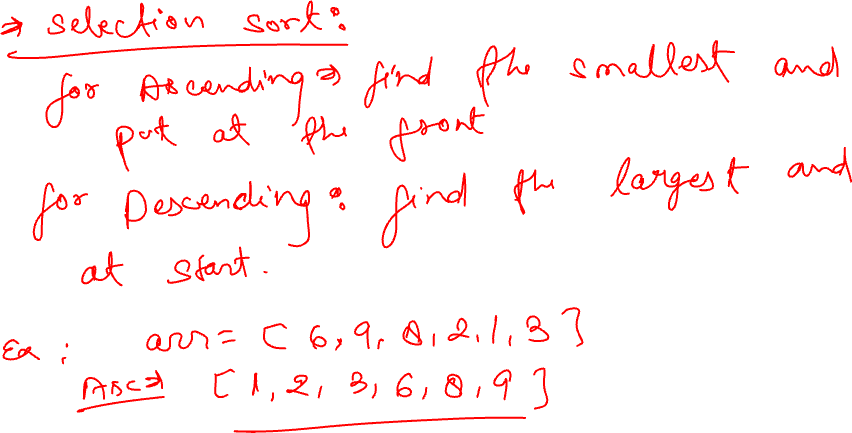 ⇒ selection sort:
for Ascending ⇒ find the smallest and
put at the front
for Descending: find the largest and
at start.
Ex: arr = [6, 9, 8, 2, 1, 3]
Asc ⇒ [1, 2, 3, 6, 8, 9]